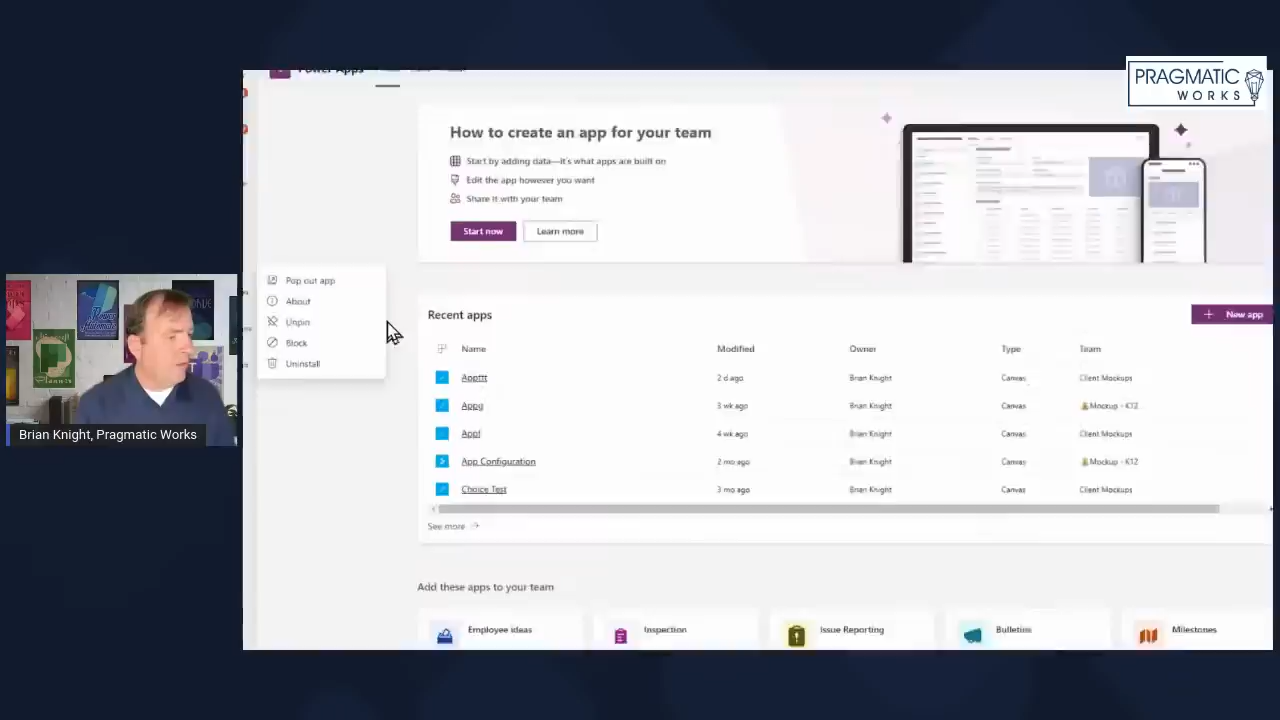 PRAGMATIC
WORKS
Power Apps
How to create an app for your team
Start by adding data—it's what apps are built on
Edit the app however you want
Share it with your team
Start now
Learn more
Pop out app
About
Unpin
Block
Uninstall
Recent apps
New app
Name Modified Owner Type Team
Appttt 2 d ago Brian Knight Canvas Client Mockups
Appg 3 wk ago Brian Knight Canvas Mockup - K12
4 wk ago Brian Knight Canvas Client Mockups
App Configuration 2 mo ago Brian Knight Canvas Mockup - K12
Choice Test 3 mo ago Brian Knight Canvas Client Mockups
See more
Add these apps to your team
Employee ideas
Inspection
Issue Reporting
Bulletins
Milestones
Brian Knight, Pragmatic Works